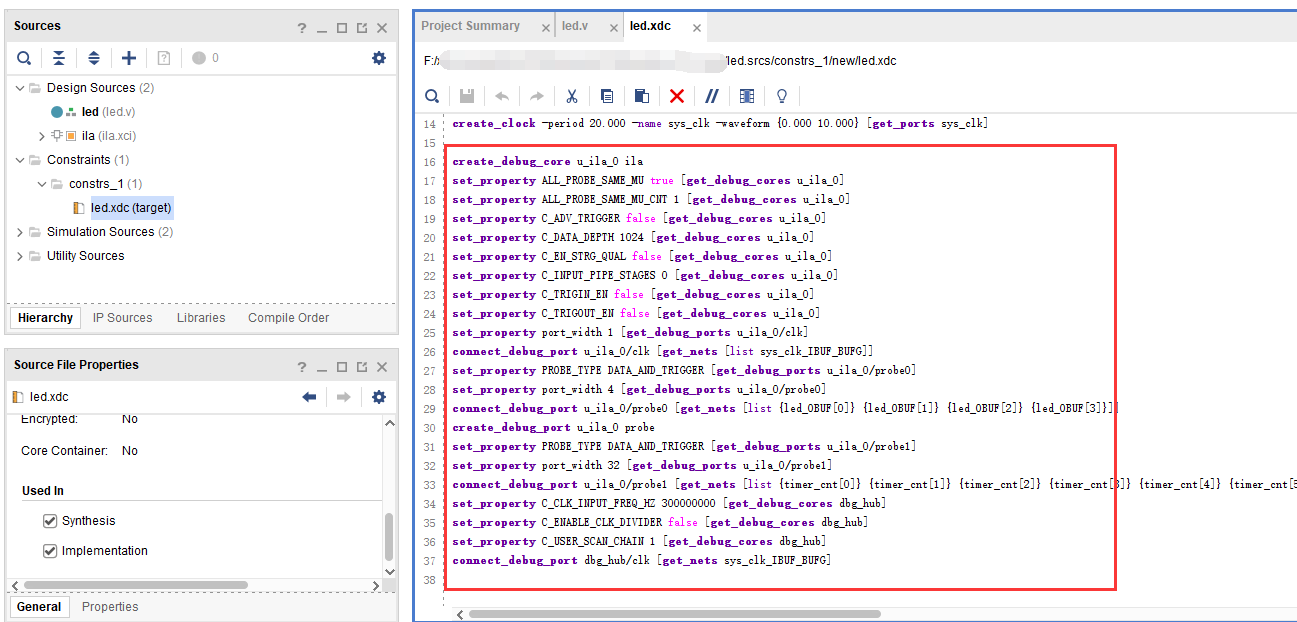 Sources
?
0
Design Sources (2)
led (led.v)
ila (ila.xci)
Constraints (1)
constrs_1 (1)
led.xdc (target)
Simulation Sources (2)
Utility Sources
Hierarchy IP Sources Libraries Compile Order
Source File Properties
?
led.xdc
Encrypted: No
Core Container: No
Used In
Synthesis
Implementation
General Properties
Project Summary led.v led.xdc
F:/ /led.srcs/constrs_1/new/led.xdc
//
14 create_clock -period 20.000 -name sys_clk -waveform {0.000 10.000} [get_ports sys_clk]
15
16 create_debug_core u_ila_0 ila
17 set_property ALL_PROBE_SAME_MU true [get_debug_cores u_ila_0]
18 set_property ALL_PROBE_SAME_MU_CNT 1 [get_debug_cores u_ila_0]
19 set_property C_ADV_TRIGGER false [get_debug_cores u_ila_0]
20 set_property C_DATA_DEPTH 1024 [get_debug_cores u_ila_0]
21 set_property C_EN_STRG_QUAL false [get_debug_cores u_ila_0]
22 set_property C_INPUT_PIPE_STAGES 0 [get_debug_cores u_ila_0]
23 set_property C_TRIGIN_EN false [get_debug_cores u_ila_0]
24 set_property C_TRIGOUT_EN false [get_debug_cores u_ila_0]
25 set_property port_width 1 [get_debug_ports u_ila_0/clk]
26 connect_debug_port u_ila_0/clk [get_nets [list sys_clk_IBUF_BUFG]]
27 set_property PROBE_TYPE DATA_AND_TRIGGER [get_debug_ports u_ila_0/probe0]
28 set_property port_width 4 [get_debug_ports u_ila_0/probe0]
29 connect_debug_port u_ila_0/probe0 [get_nets [list {led_OBUF[0]} {led_OBUF[1]} {led_OBUF[2]} {led_OBUF[3]}]]
30 create_debug_port u_ila_0 probe
31 set_property PROBE_TYPE DATA_AND_TRIGGER [get_debug_ports u_ila_0/probe1]
32 set_property port_width 32 [get_debug_ports u_ila_0/probe1]
33 connect_debug_port u_ila_0/probe1 [get_nets [list {timer_cnt[0]} {timer_cnt[1]} {timer_cnt[2]} {timer_cnt[3]} {timer_cnt[4]} {timer_cnt[5
34 set_property C_CLK_INPUT_FREQ_HZ 300000000 [get_debug_cores dbg_hub]
35 set_property C_ENABLE_CLK_DIVIDER false [get_debug_cores dbg_hub]
36 set_property C_USER_SCAN_CHAIN 1 [get_debug_cores dbg_hub]
37 connect_debug_port dbg_hub/clk [get_nets sys_clk_IBUF_BUFG]
38